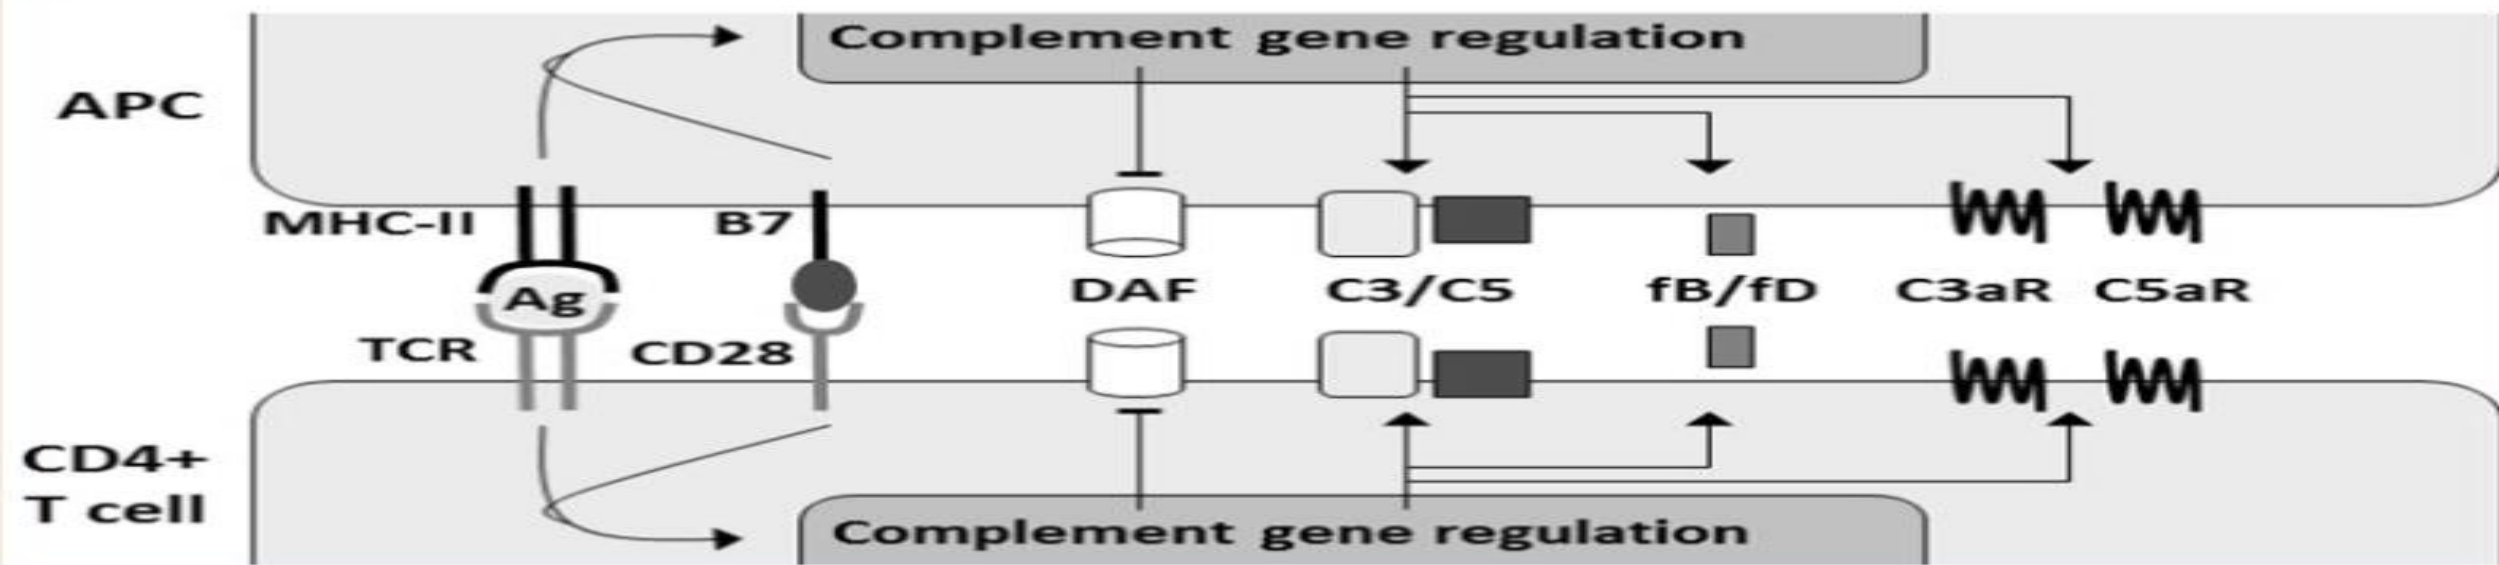 Complement gene regulation
APC
MHC-II
B7
Ag
DAF
C3/C5
fB/fD
C3aR
C5aR
TCR
CD28
CD4+
T cell
Complement gene regulation